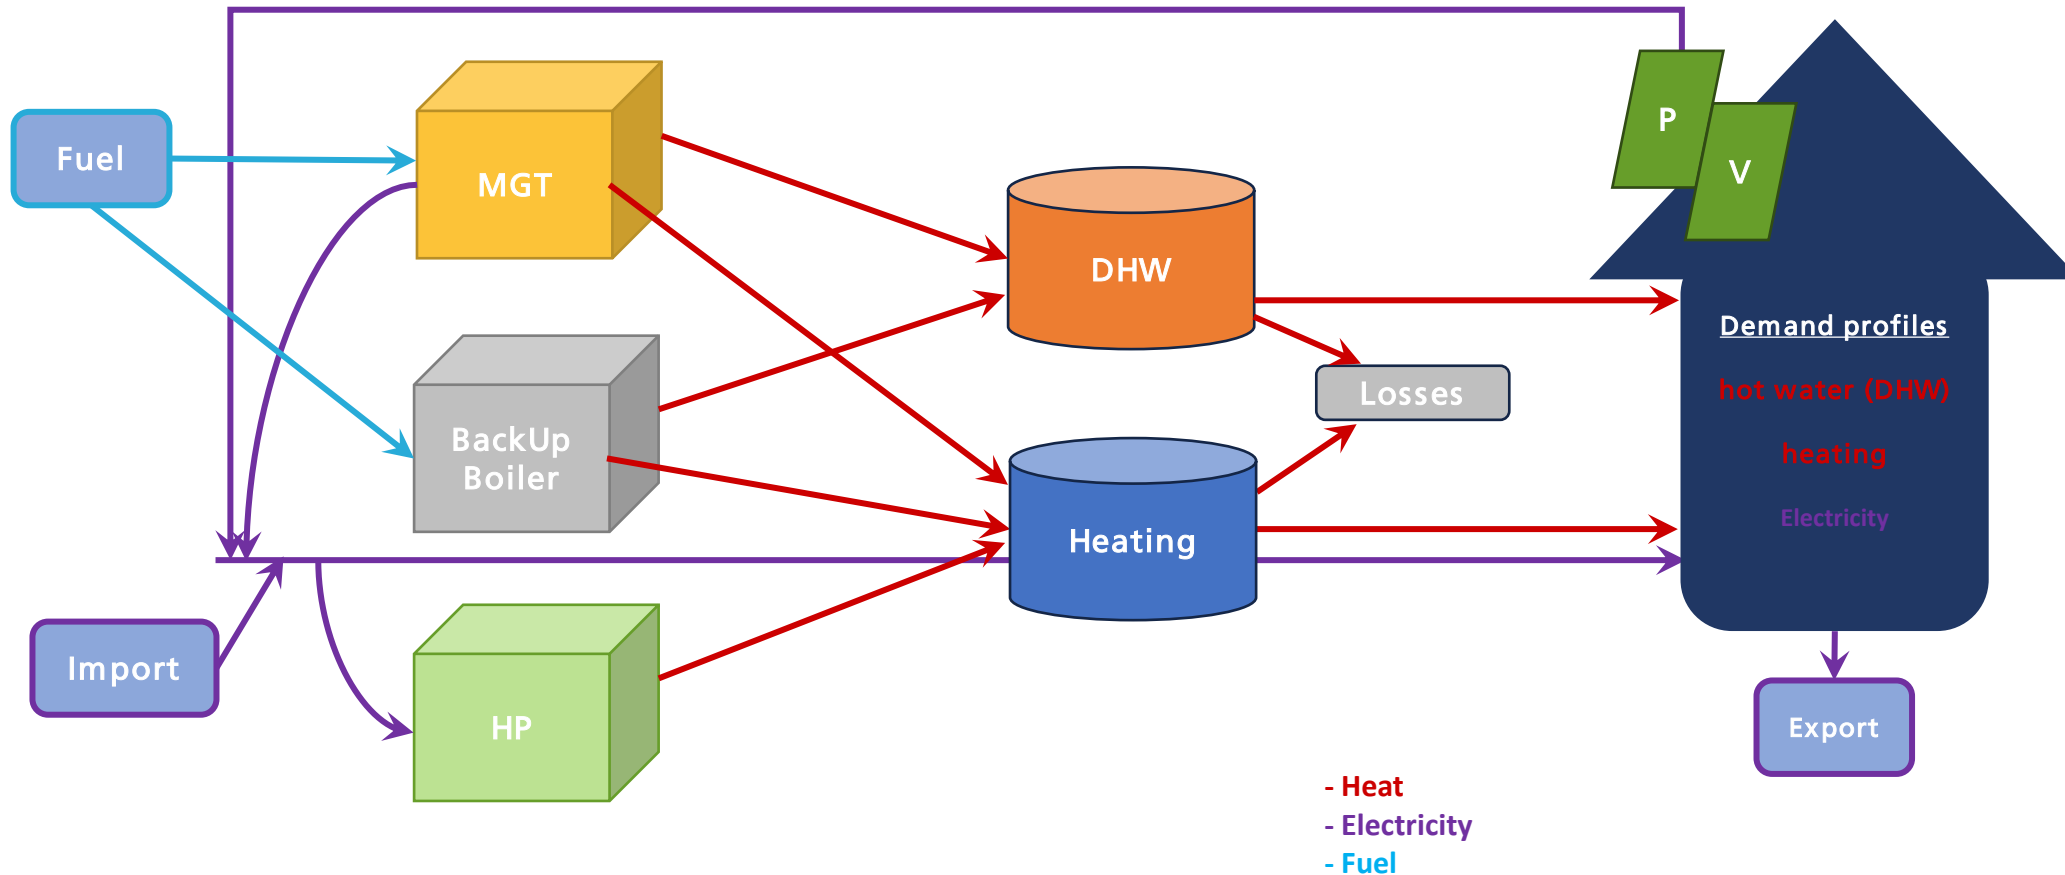 Fuel
MGT
P
V
DHW
Demand profiles
hot water (DHW)
Losses
BackUp
Boiler
heating
Electricity
Heating
Import
HP
Export
- Heat
- Electricity
- Fuel